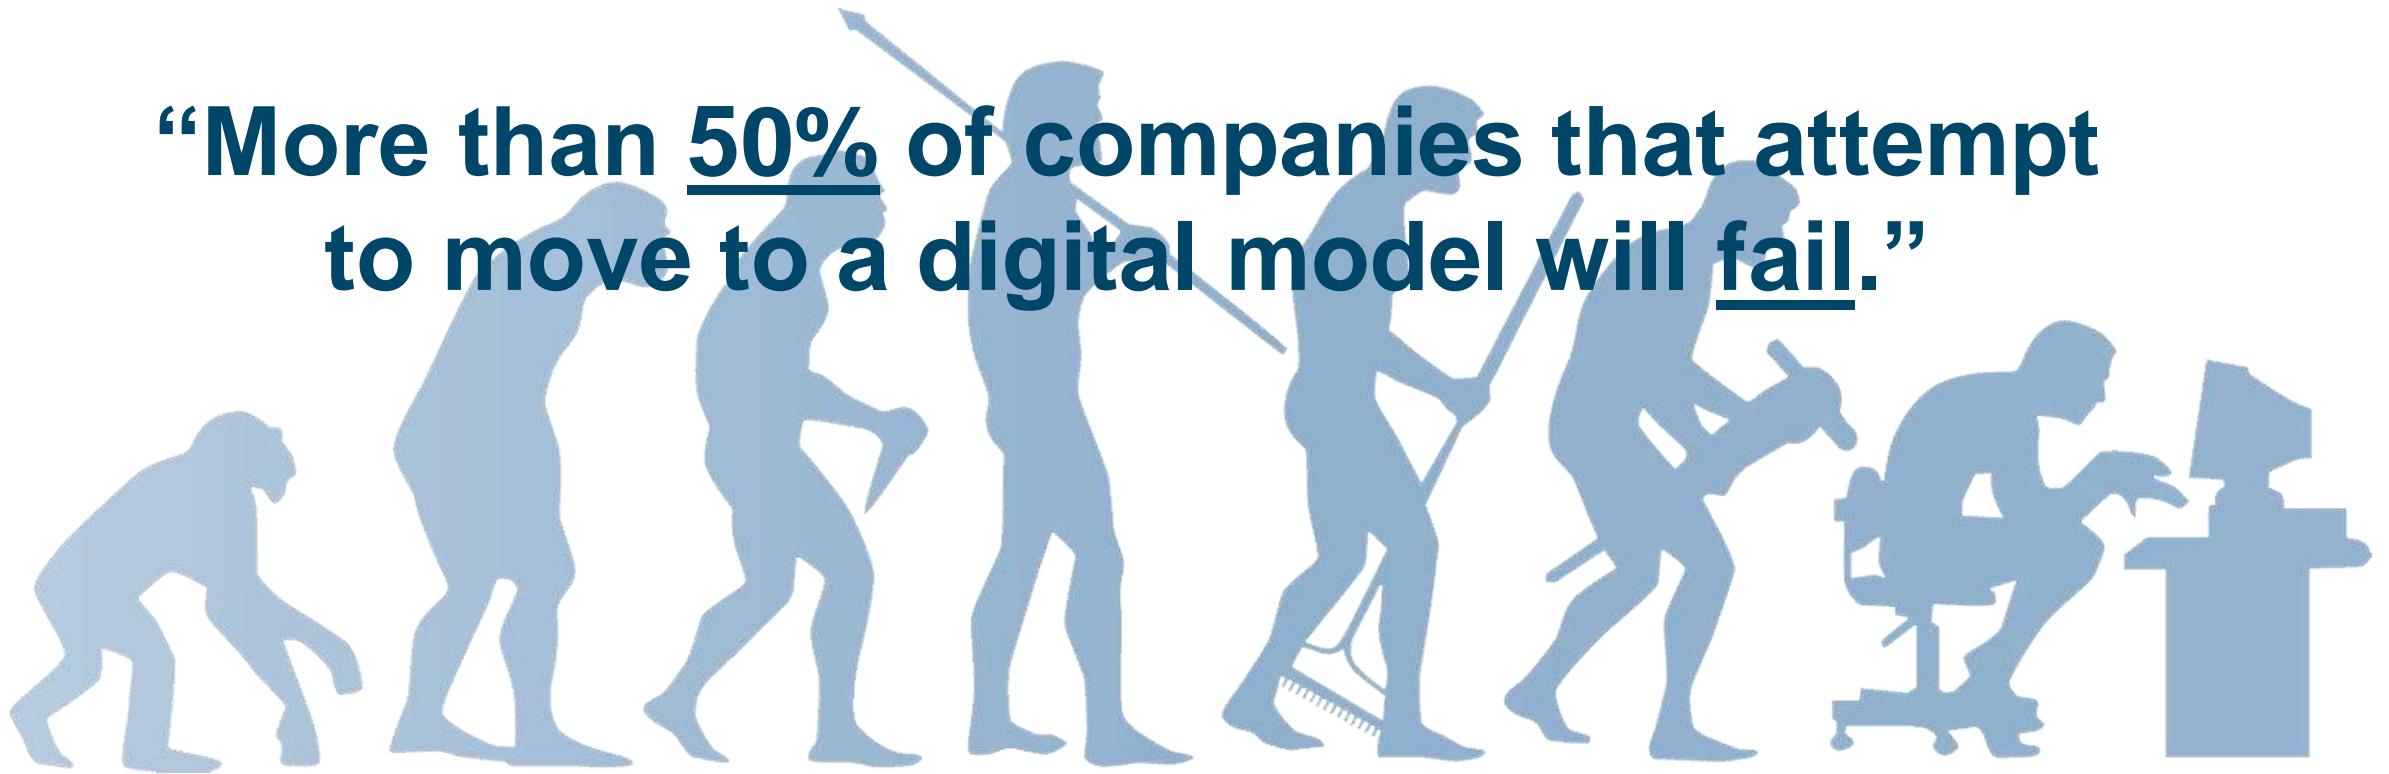 “More than 50% of companies that attempt
to move to a digital model will fail.”